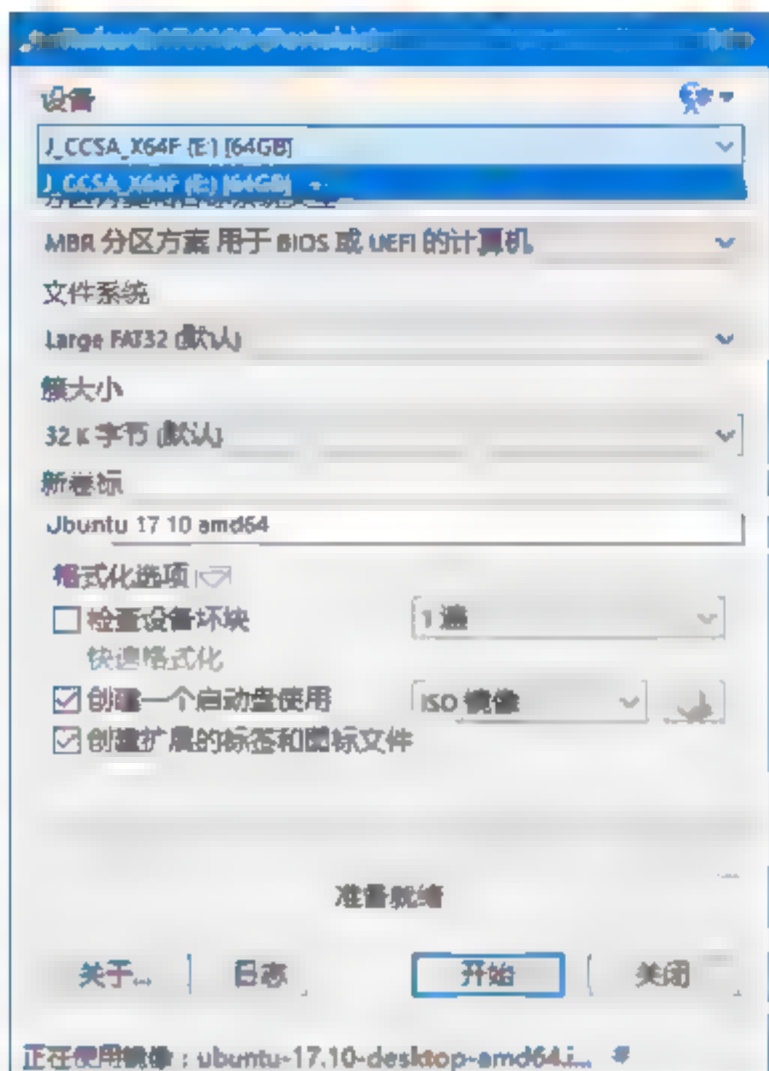 设备
J_CCSA_X64F (E:) [64GB]
J_CCSA_X64F (E:) [64GB]
MBR 分区方案 用于 BIOS 或 UEFI 的计算机
文件系统
Large FAT32 (默认)
簇大小
32 K 字节 (默认)
新卷标
Ubuntu 17 10 amd64
格式化选项
检查设备坏块
1 遍
快速格式化
创建一个启动盘使用
ISO 镜像
创建扩展的标签和图标文件
准备就绪
关于...
日志
开始
关闭
正在使用镜像：ubuntu-17.10-desktop-amd64.i...